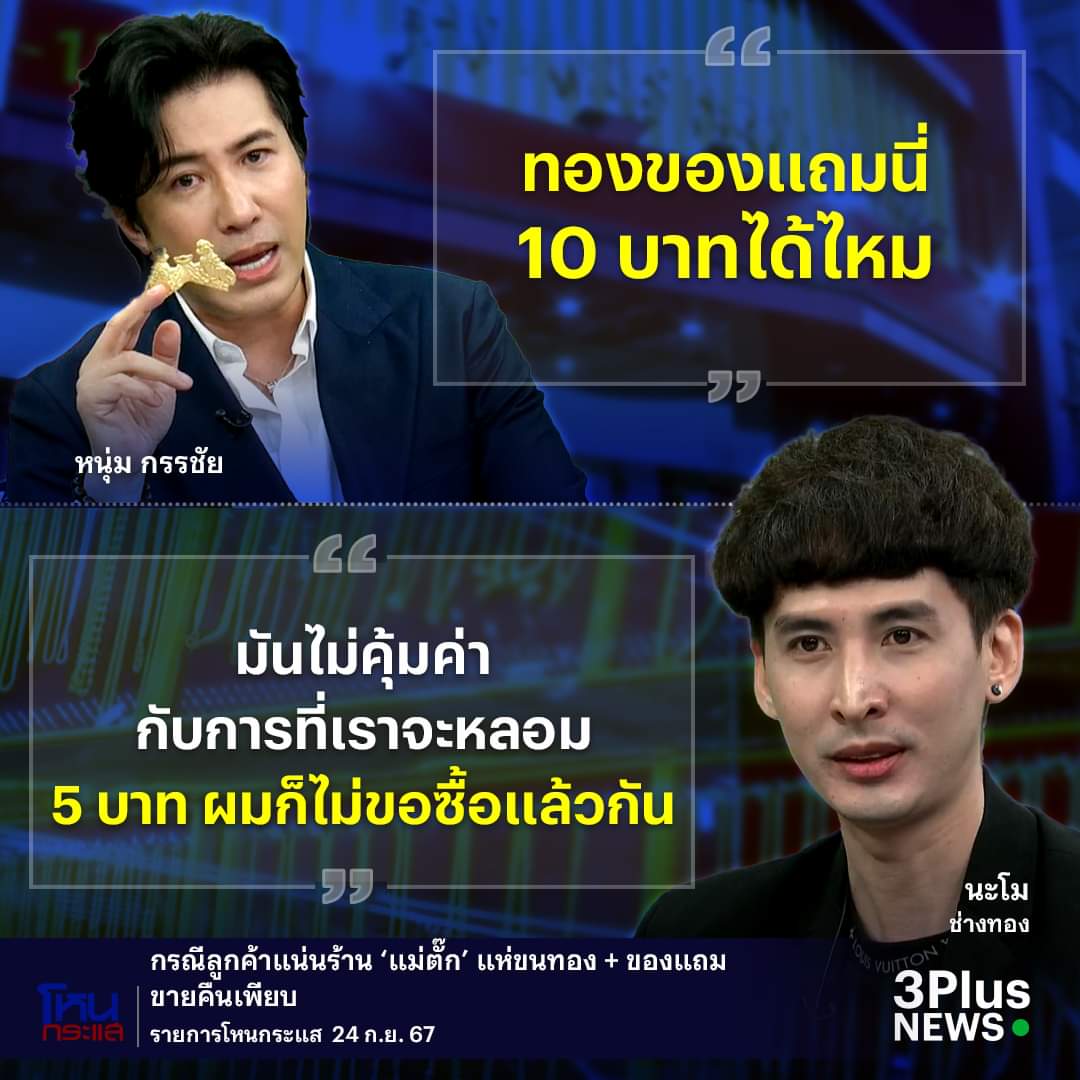 ทองของแถมนี่
10 บาทได้ไหม
หนุ่ม กรรชัย
มันไม่คุ้มค่า
กับการที่เราจะหลอม
5 บาท ผมก็ไม่ขอซื้อแล้วกัน
นะโม
ช่างทอง
LOUIS VUITTON
กรณีลูกค้าแน่นร้าน ‘แม่ตั๊ก’ แห่ขนทอง + ของแถม
ขายคืนเพียบ
โหนกระแส
รายการโหนกระแส 24 ก.ย. 67
3Plus
NEWS